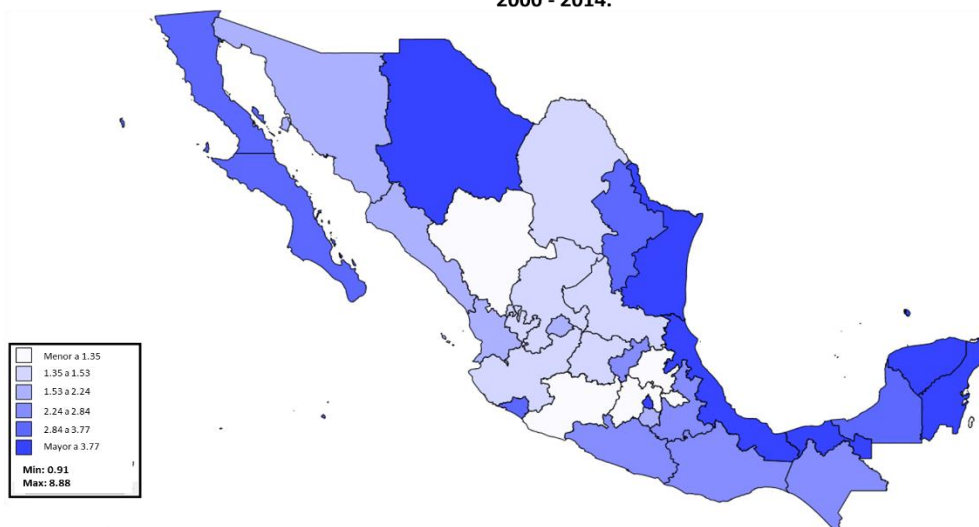 2000 - 2014.
Menor a 1.35
1.35 a 1.53
1.53 a 2.24
2.24 a 2.84
2.84 a 3.77
Mayor a 3.77
Min: 0.91
Max: 8.88